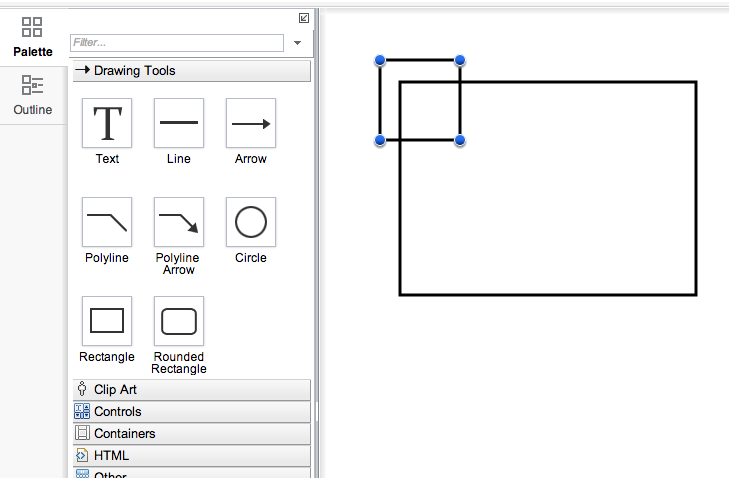 Palette
Outline
Filter...
Drawing Tools
T
Text
Line
Arrow
Polyline
Polyline
Arrow
Circle
Rectangle
Rounded
Rectangle
Clip Art
Controls
Containers
HTML
Other